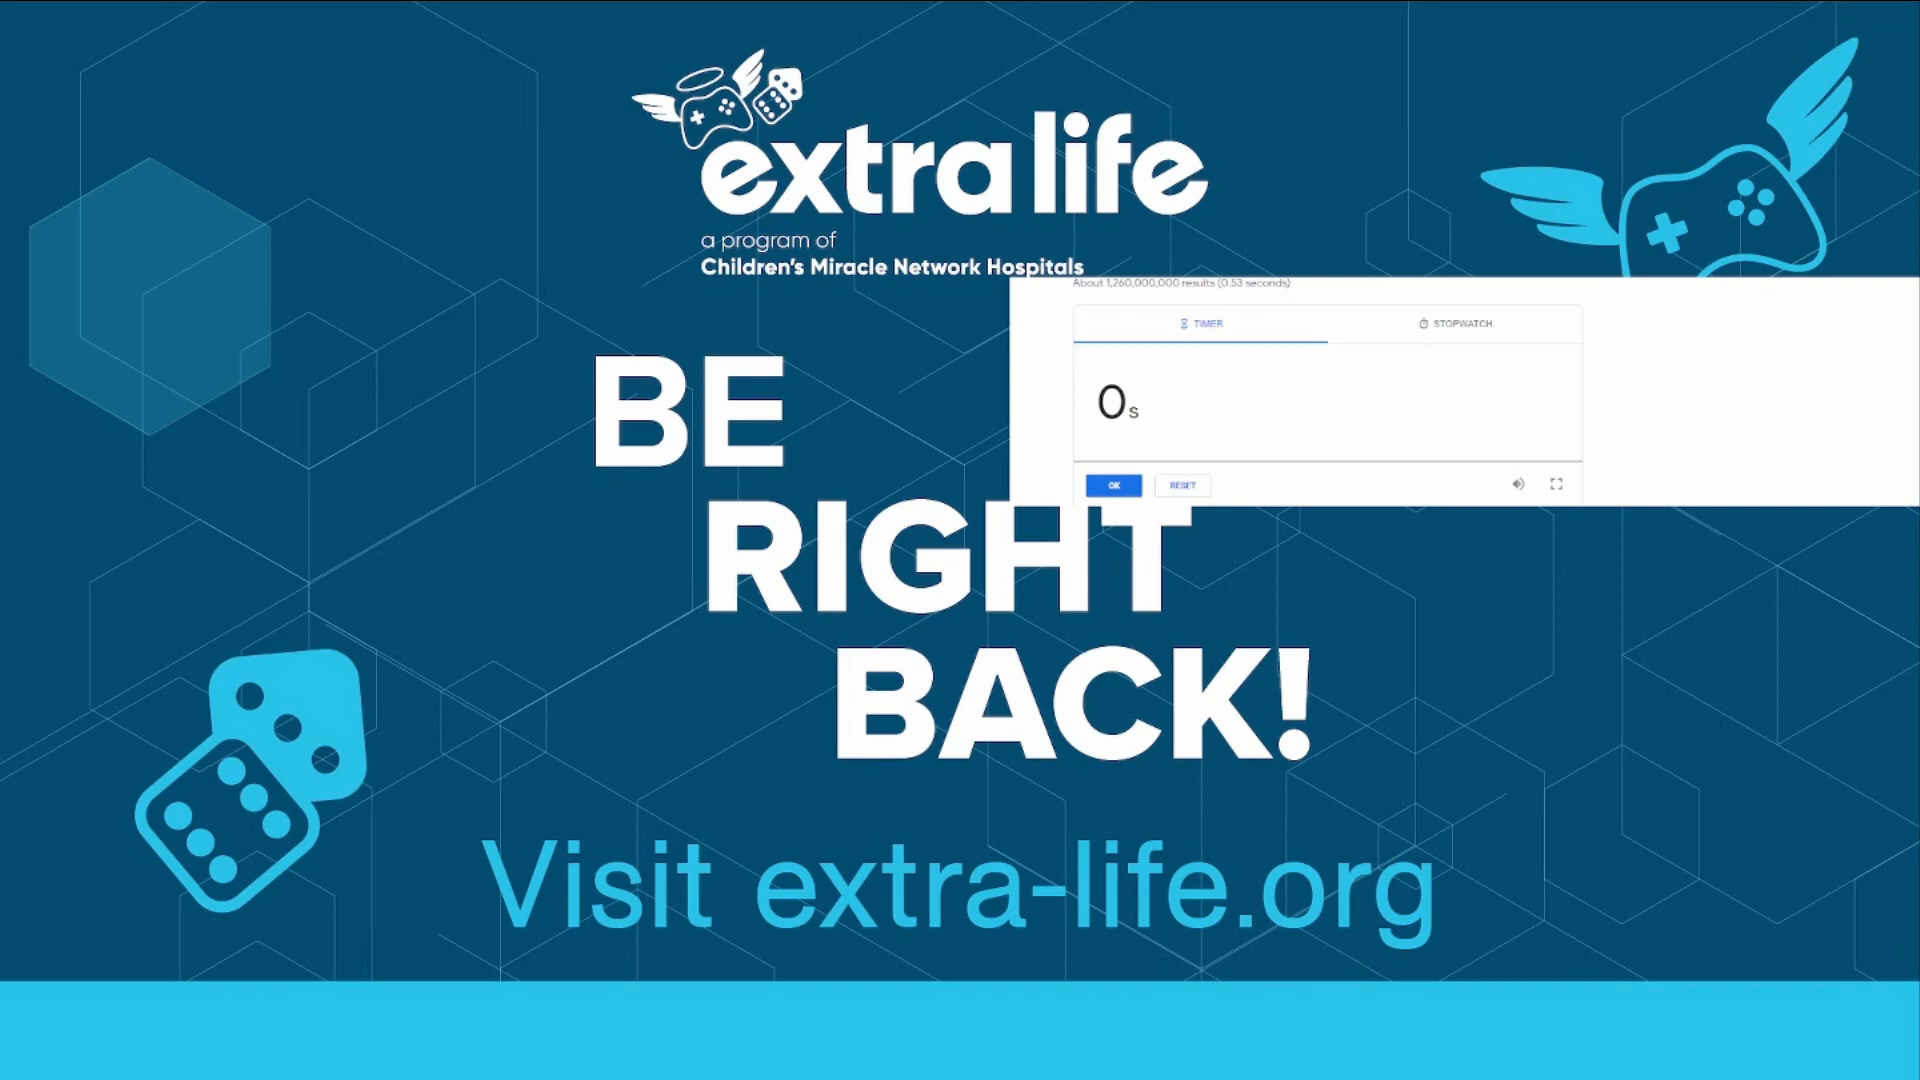 extra life
a program of
Children's Miracle Network Hospitals
About 1,260,000,000 results (0.53 seconds)
TIMER
STOPWATCH
0s
OK
RESET
BE
RIGHT
BACK!
Visit extra-life.org